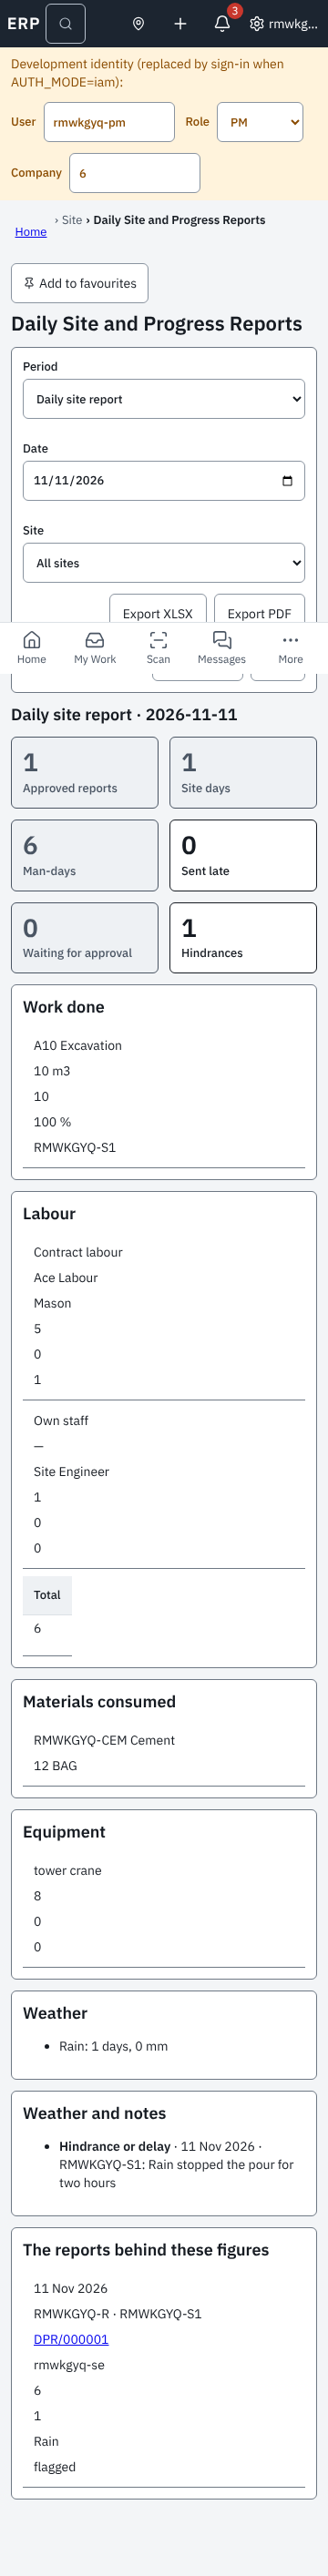 ERP
3
rmwkg...
Development identity (replaced by sign-in when
AUTH_MODE=iam):
User rmwkgyq-pm Role PM
Company 6
Home › Site › Daily Site and Progress Reports
Add to favourites
Daily Site and Progress Reports
Period
Daily site report
Date
11/11/2026
Site
All sites
Export XLSX Export PDF
Home My Work Scan Messages More
Daily site report · 2026-11-11
1 1
Approved reports Site days
6 0
Man-days Sent late
0 1
Waiting for approval Hindrances
Work done
A10 Excavation
10 m3
10
100 %
RMWKGYQ-S1
Labour
Contract labour
Ace Labour
Mason
5
0
1
Own staff
—
Site Engineer
1
0
0
Total
6
Materials consumed
RMWKGYQ-CEM Cement
12 BAG
Equipment
tower crane
8
0
0
Weather
• Rain: 1 days, 0 mm
Weather and notes
• Hindrance or delay · 11 Nov 2026 ·
RMWKGYQ-S1: Rain stopped the pour for
two hours
The reports behind these figures
11 Nov 2026
RMWKGYQ-R · RMWKGYQ-S1
DPR/000001
rmwkgyq-se
6
1
Rain
flagged